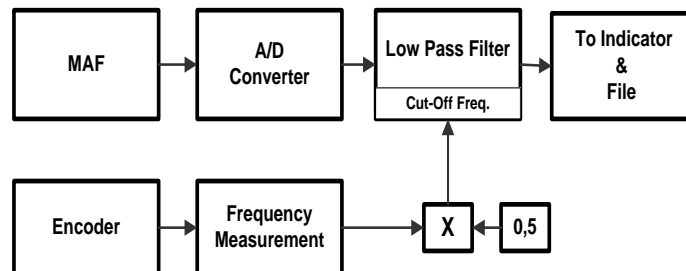 MAF
A/D
Converter
Low Pass Filter
Cut-Off Freq.
To Indicator
&
File
Encoder
Frequency
Measurement
X
0,5